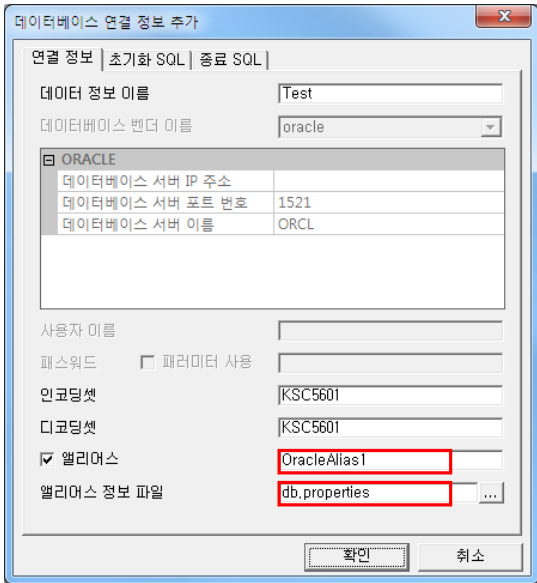 데이터베이스 연결 정보 추가
연결 정보 초기화 SQL 종료 SQL
데이터 정보 이름 Test
데이터베이스 벤더 이름 oracle
ORACLE
데이터베이스 서버 IP 주소
데이터베이스 서버 포트 번호 1521
데이터베이스 서버 이름 ORCL
사용자 이름
패스워드 패러미터 사용
인코딩셋 KSC5601
디코딩셋 KSC5601
앨리어스 OracleAlias1
앨리어스 정보 파일 db.properties ...
확인 취소